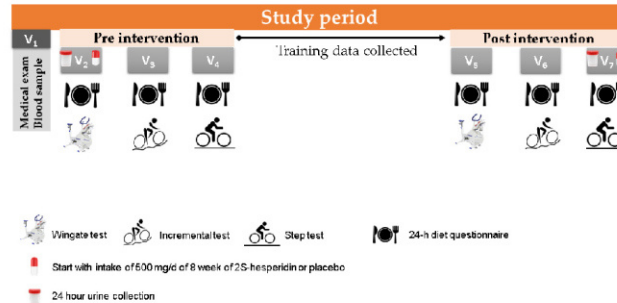 Study period
V1
Pre intervention
Training data collected
Post intervention
V2
V3
V4
V5
V6
V7
Medical exam
Blood sample
Wingate test
Incremental test
Step test
24-h diet questionnaire
Start with intake of 500 mg/d of 8 week of 2S-hesperidin or placebo
24 hour urine collection